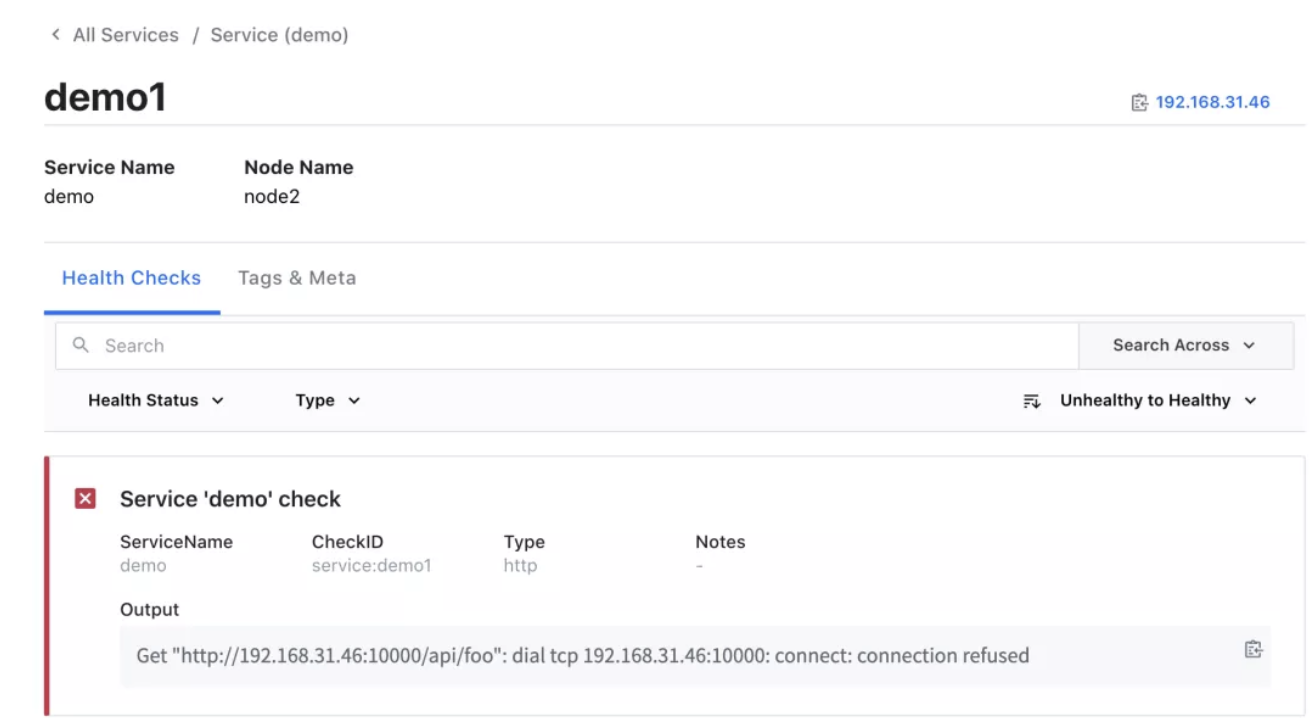 All Services / Service (demo)
demo1
192.168.31.46
Service Name Node Name
demo node2
Health Checks Tags & Meta
Search Search Across
Health Status Type Unhealthy to Healthy
Service 'demo' check
ServiceName CheckID Type Notes
demo service:demo1 http -
Output
Get "http://192.168.31.46:10000/api/foo": dial tcp 192.168.31.46:10000: connect: connection refused